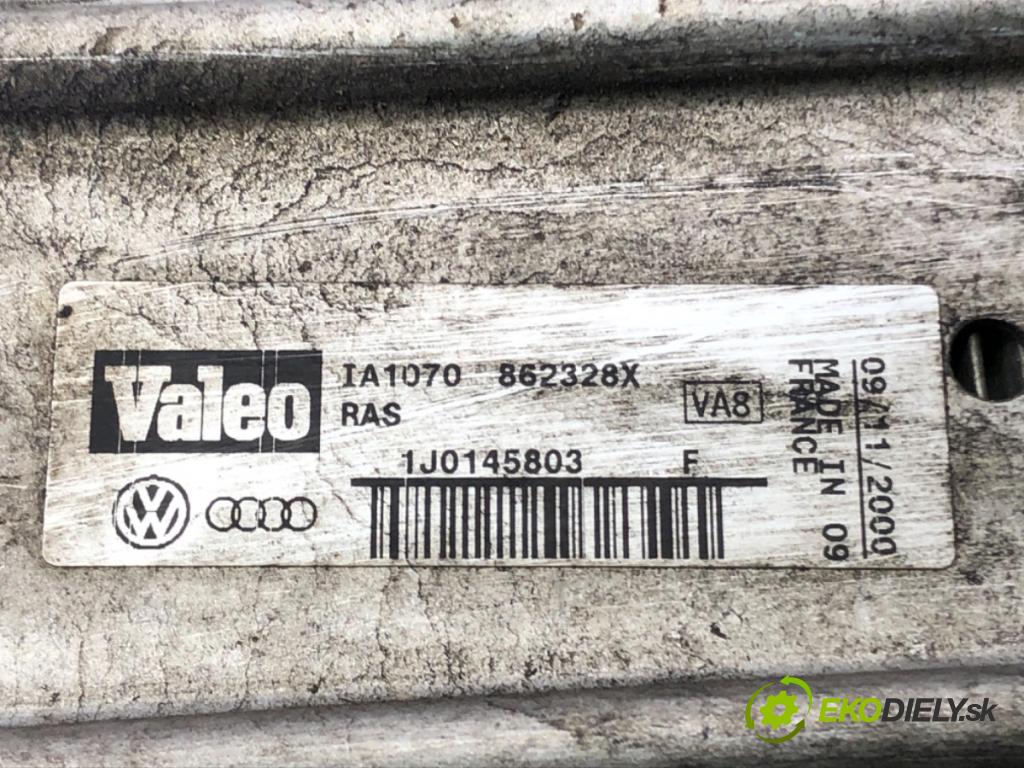 Valeo
IA1070 862328X
RAS
VA8
1J0145803 F
09/11/2000
MADE IN 09
FRANCE
EKODIELY.sk